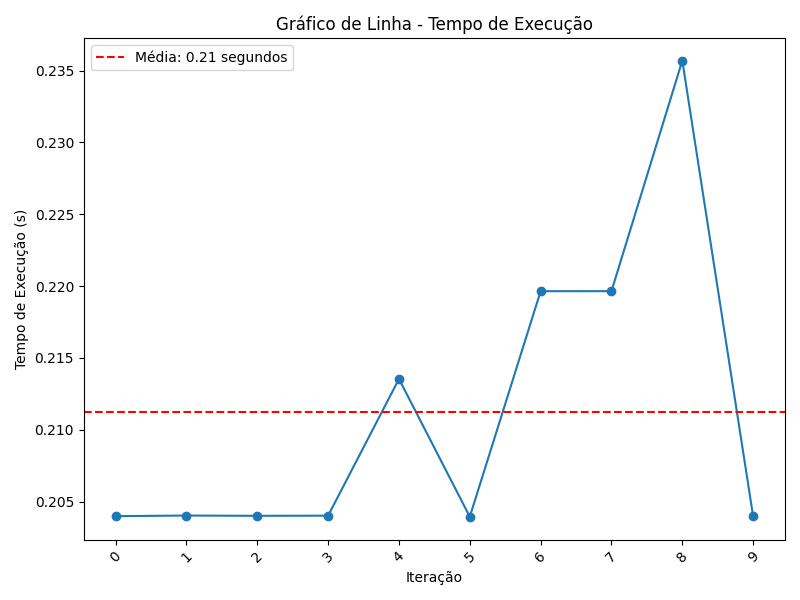 Gráfico de Linha - Tempo de Execução
Média: 0.21 segundos
Tempo de Execução (s)
0.235
0.230
0.225
0.220
0.215
0.210
0.205
0 1 2 3 4 5 6 7 8 9
Iteração